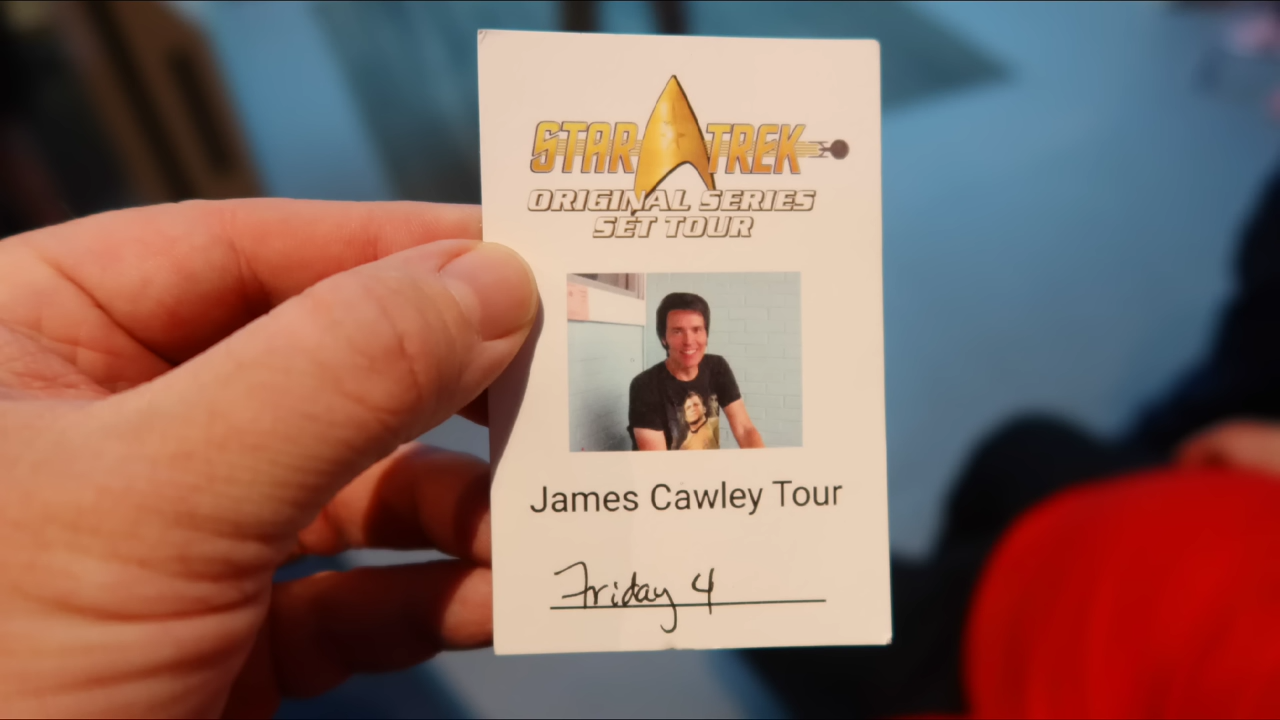 STAR TREK
ORIGINAL SERIES
SET TOUR
James Cawley Tour
Friday 4